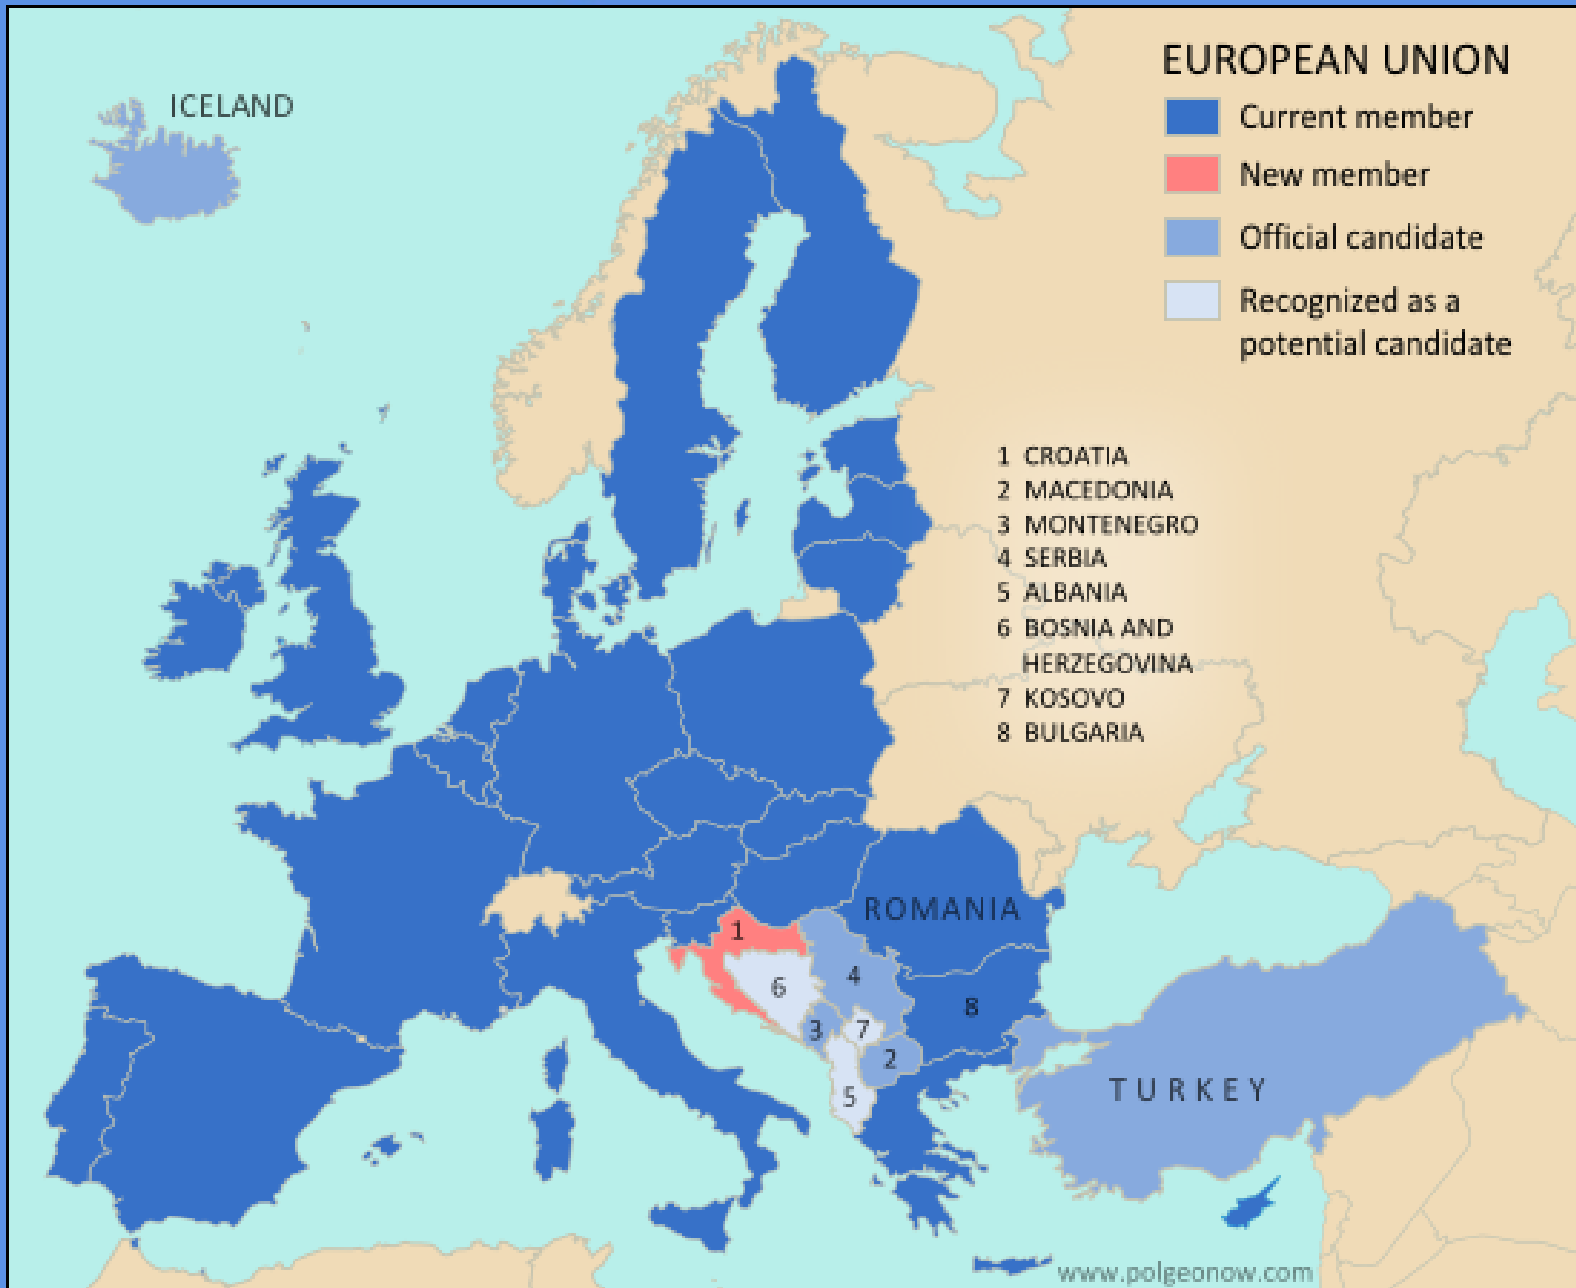 EUROPEAN UNION
Current member
New member
Official candidate
Recognized as a
potential candidate
ICELAND
1 CROATIA
2 MACEDONIA
3 MONTENEGRO
4 SERBIA
5 ALBANIA
6 BOSNIA AND
HERZEGOVINA
7 KOSOVO
8 BULGARIA
ROMANIA
1
4
6
8
3
7
2
5
TURKEY
www.polgeonow.com